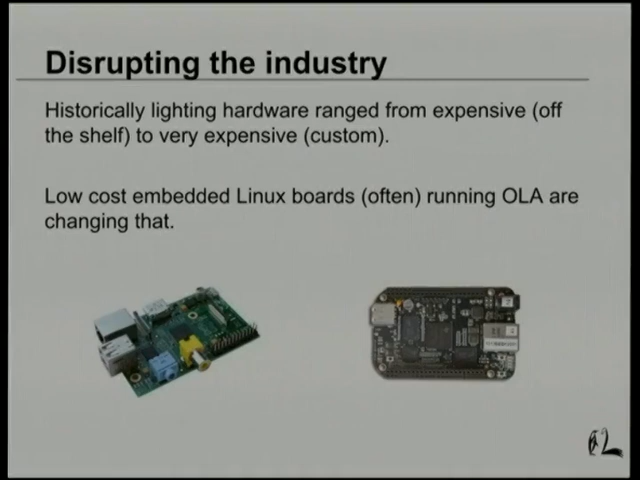 Disrupting the industry
Historically lighting hardware ranged from expensive (off
the shelf) to very expensive (custom).
Low cost embedded Linux boards (often) running OLA are
changing that.